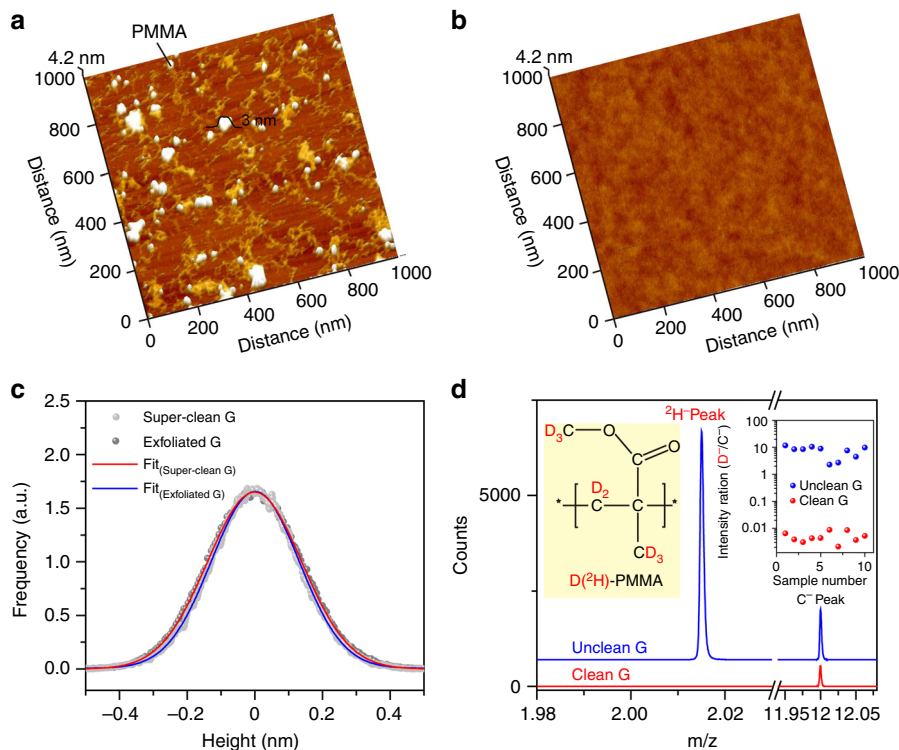 a
PMMA
4.2 nm
1000
800
600
400
200
0
Distance (nm)
3 nm
0
200
400
600
800
1000
Distance (nm)
b
4.2 nm
1000
800
600
400
200
0
Distance (nm)
0
200
400
600
800
1000
Distance (nm)
c
2.5
2.0
1.5
1.0
0.5
0.0
Frequency (a.u.)
Super-clean G
Exfoliated G
Fit(Super-clean G)
Fit(Exfoliated G)
−0.4 −0.2 0 0.2 0.4
Height (nm)
d
5000
0
Counts
²H⁻Peak
D₃C
O
C
O
D₂
* [ C C ] *
CD₃
D(²H)-PMMA
Intensity ration (D⁻/C⁻)
100
10
1
0.1
0.01
Unclean G
Clean G
0 5 10
Sample number
C⁻ Peak
Unclean G
Clean G
1.98 2.00 2.02 11.95 12 12.05
m/z